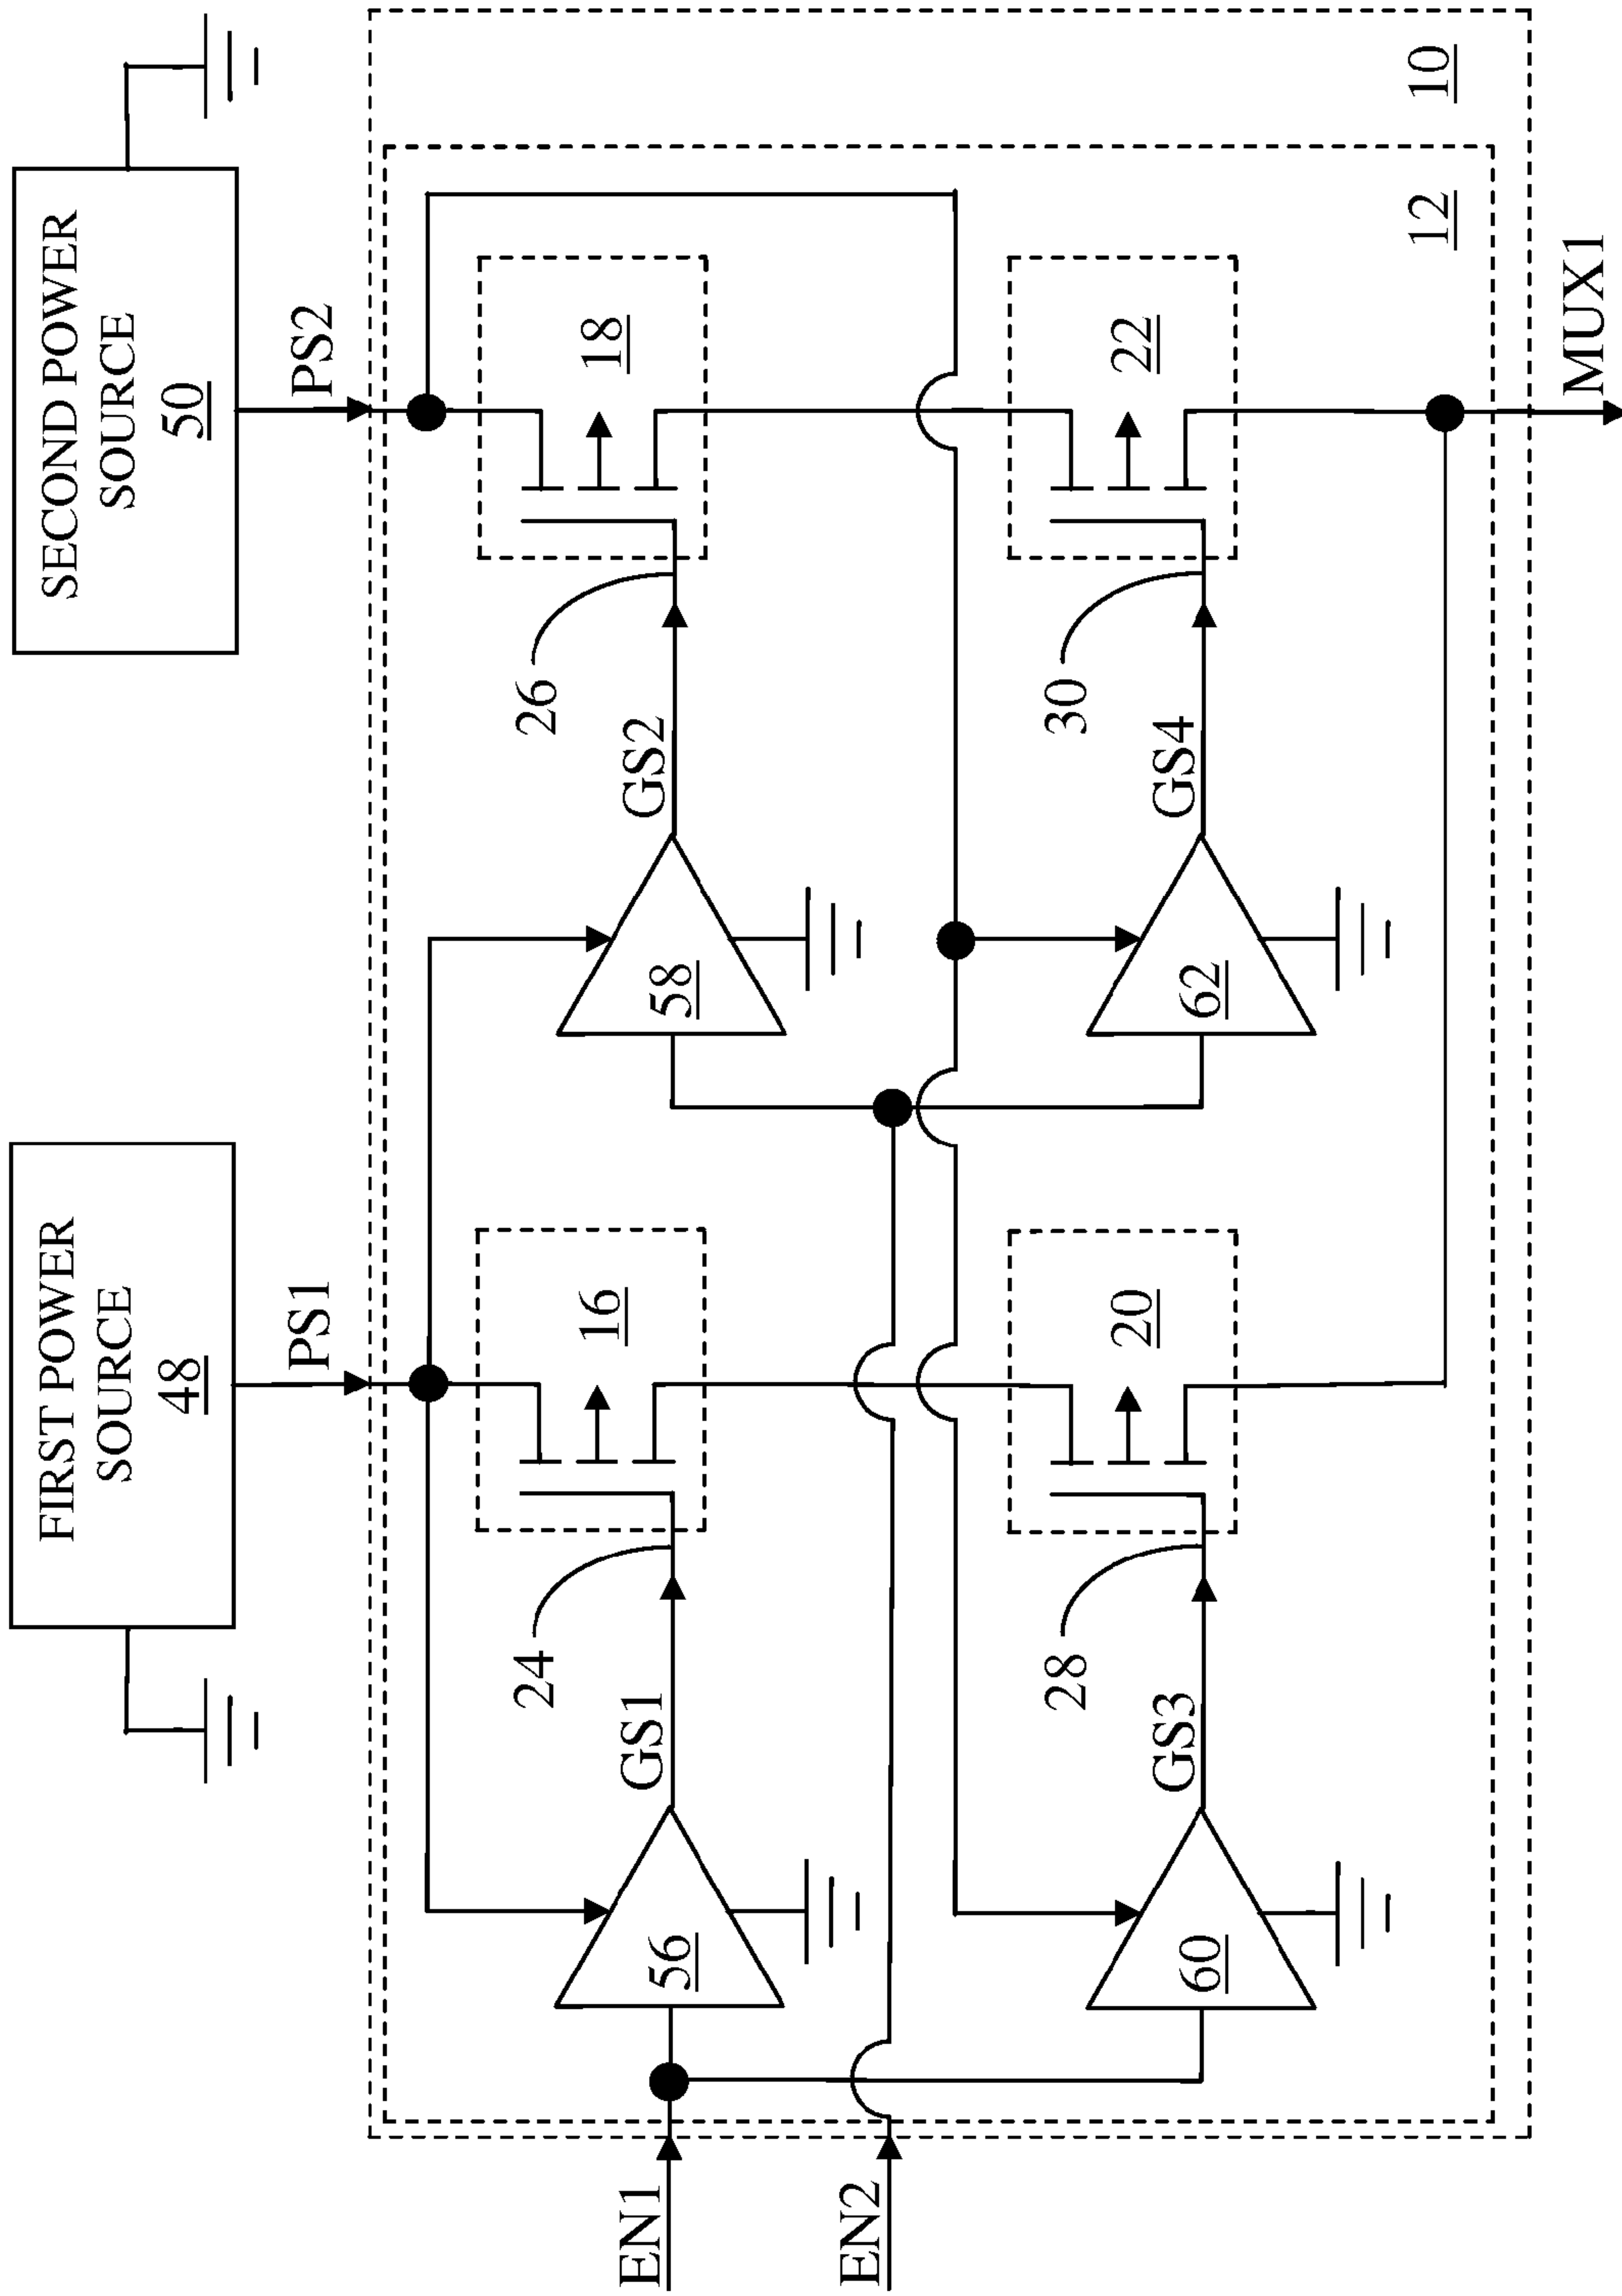 FIRST POWER
SOURCE
48
SECOND POWER
SOURCE
50
PS1
PS2
16
18
24
26
GS1
GS2
56
58
EN1
EN2
20
22
28
30
GS3
GS4
60
62
12
10
MUX1